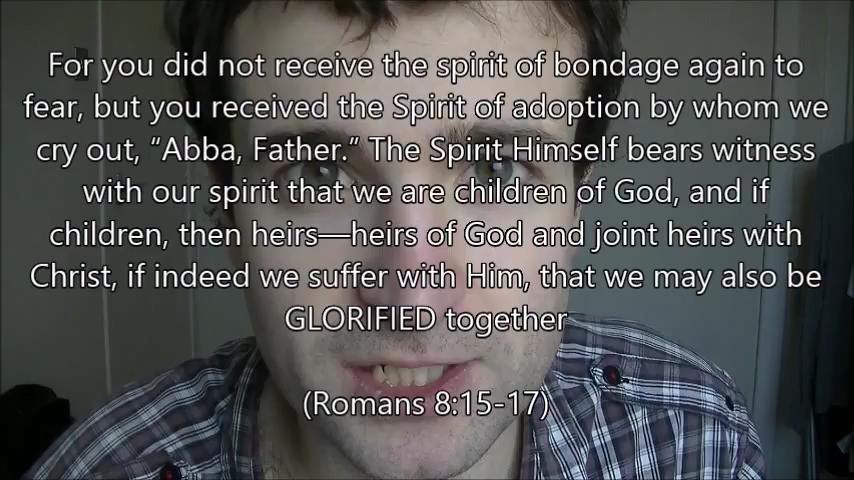 For you did not receive the spirit of bondage again to
fear, but you received the Spirit of adoption by whom we
cry out, “Abba, Father.” The Spirit Himself bears witness
with our spirit that we are children of God, and if
children, then heirs—heirs of God and joint heirs with
Christ, if indeed we suffer with Him, that we may also be
GLORIFIED together
(Romans 8:15-17)